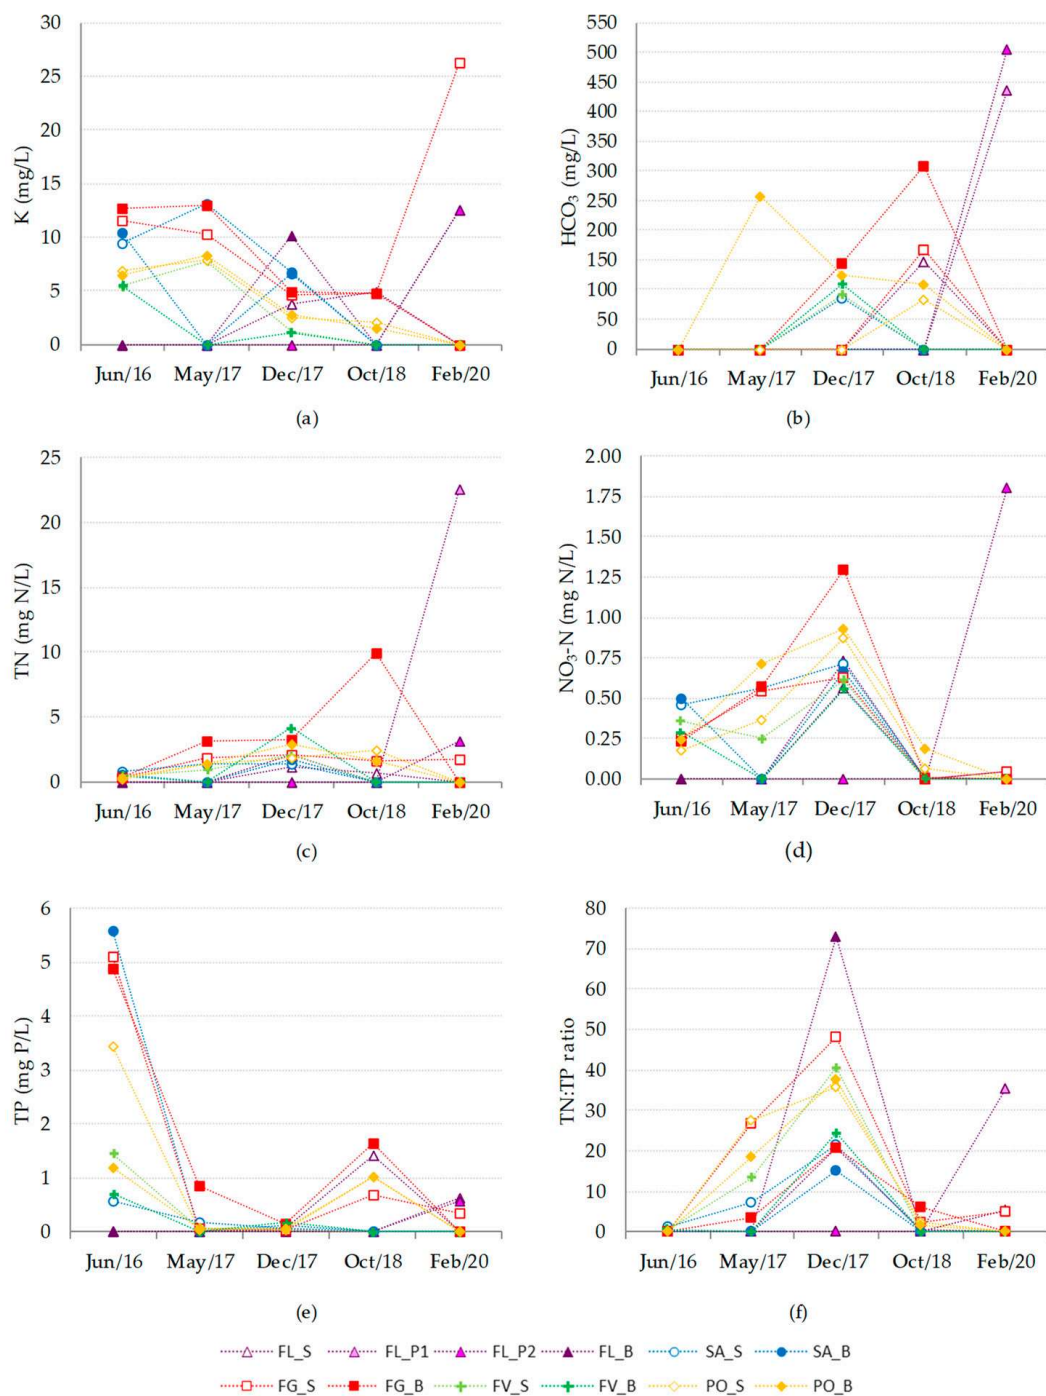 30
25
20
15
10
5
0
K (mg/L)
Jun/16 May/17 Dec/17 Oct/18 Feb/20
(a)
550
500
450
400
350
300
250
200
150
100
50
0
HCO3 (mg/L)
Jun/16 May/17 Dec/17 Oct/18 Feb/20
(b)
25
20
15
10
5
0
TN (mg N/L)
Jun/16 May/17 Dec/17 Oct/18 Feb/20
(c)
2.00
1.75
1.50
1.25
1.00
0.75
0.50
0.25
0.00
NO3-N (mg N/L)
Jun/16 May/17 Dec/17 Oct/18 Feb/20
(d)
6
5
4
3
2
1
0
TP (mg P/L)
Jun/16 May/17 Dec/17 Oct/18 Feb/20
(e)
80
70
60
50
40
30
20
10
0
TN:TP ratio
Jun/16 May/17 Dec/17 Oct/18 Feb/20
(f)
FL_S FL_P1 FL_P2 FL_B SA_S SA_B
FG_S FG_B FV_S FV_B PO_S PO_B